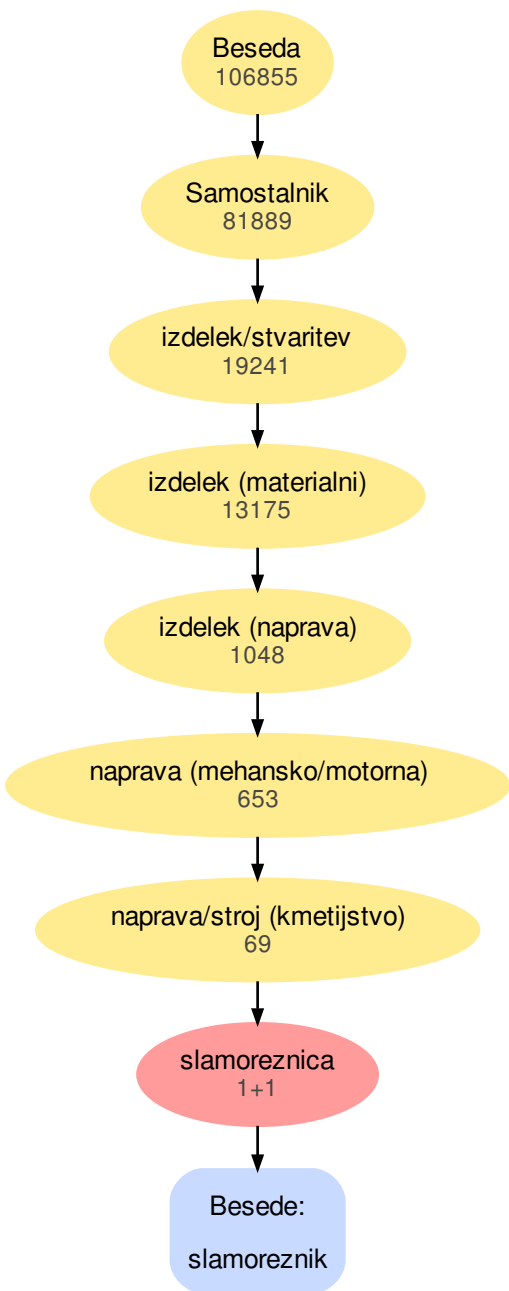 Beseda
106855
Samostalnik
81889
izdelek/stvaritev
19241
izdelek (materialni)
13175
izdelek (naprava)
1048
naprava (mehansko/motorna)
653
naprava/stroj (kmetijstvo)
69
slamoreznica
1+1
Besede:
slamoreznik